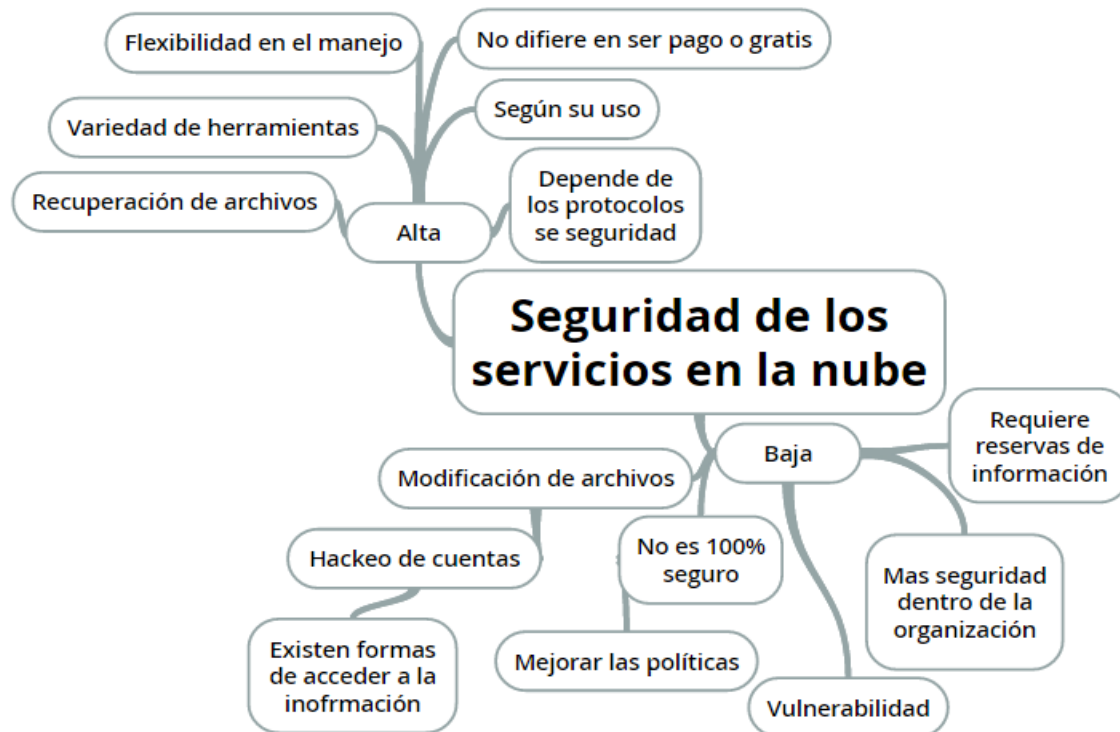 Flexibilidad en el manejo
No difiere en ser pago o gratis
Variedad de herramientas
Según su uso
Recuperación de archivos
Depende de
los protocolos
se seguridad
Alta
Seguridad de los
servicios en la nube
Baja
Requiere
reservas de
información
Modificación de archivos
Hackeo de cuentas
No es 100%
seguro
Mas seguridad
dentro de la
organización
Existen formas
de acceder a la
inofrmación
Mejorar las políticas
Vulnerabilidad